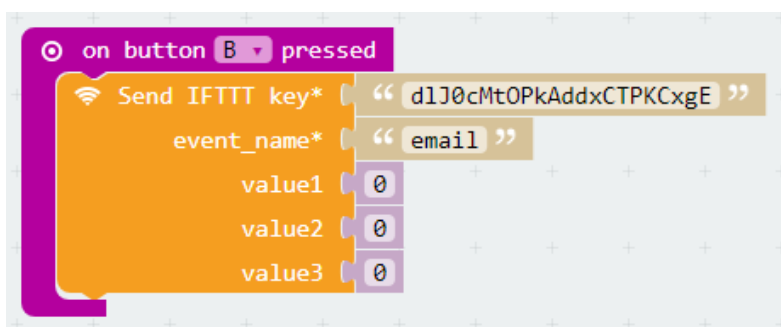 on button B pressed
Send IFTTT key* “ dlJ0cMtOPkAddxCTPKCxgE ”
event_name* “ email ”
value1 0
value2 0
value3 0